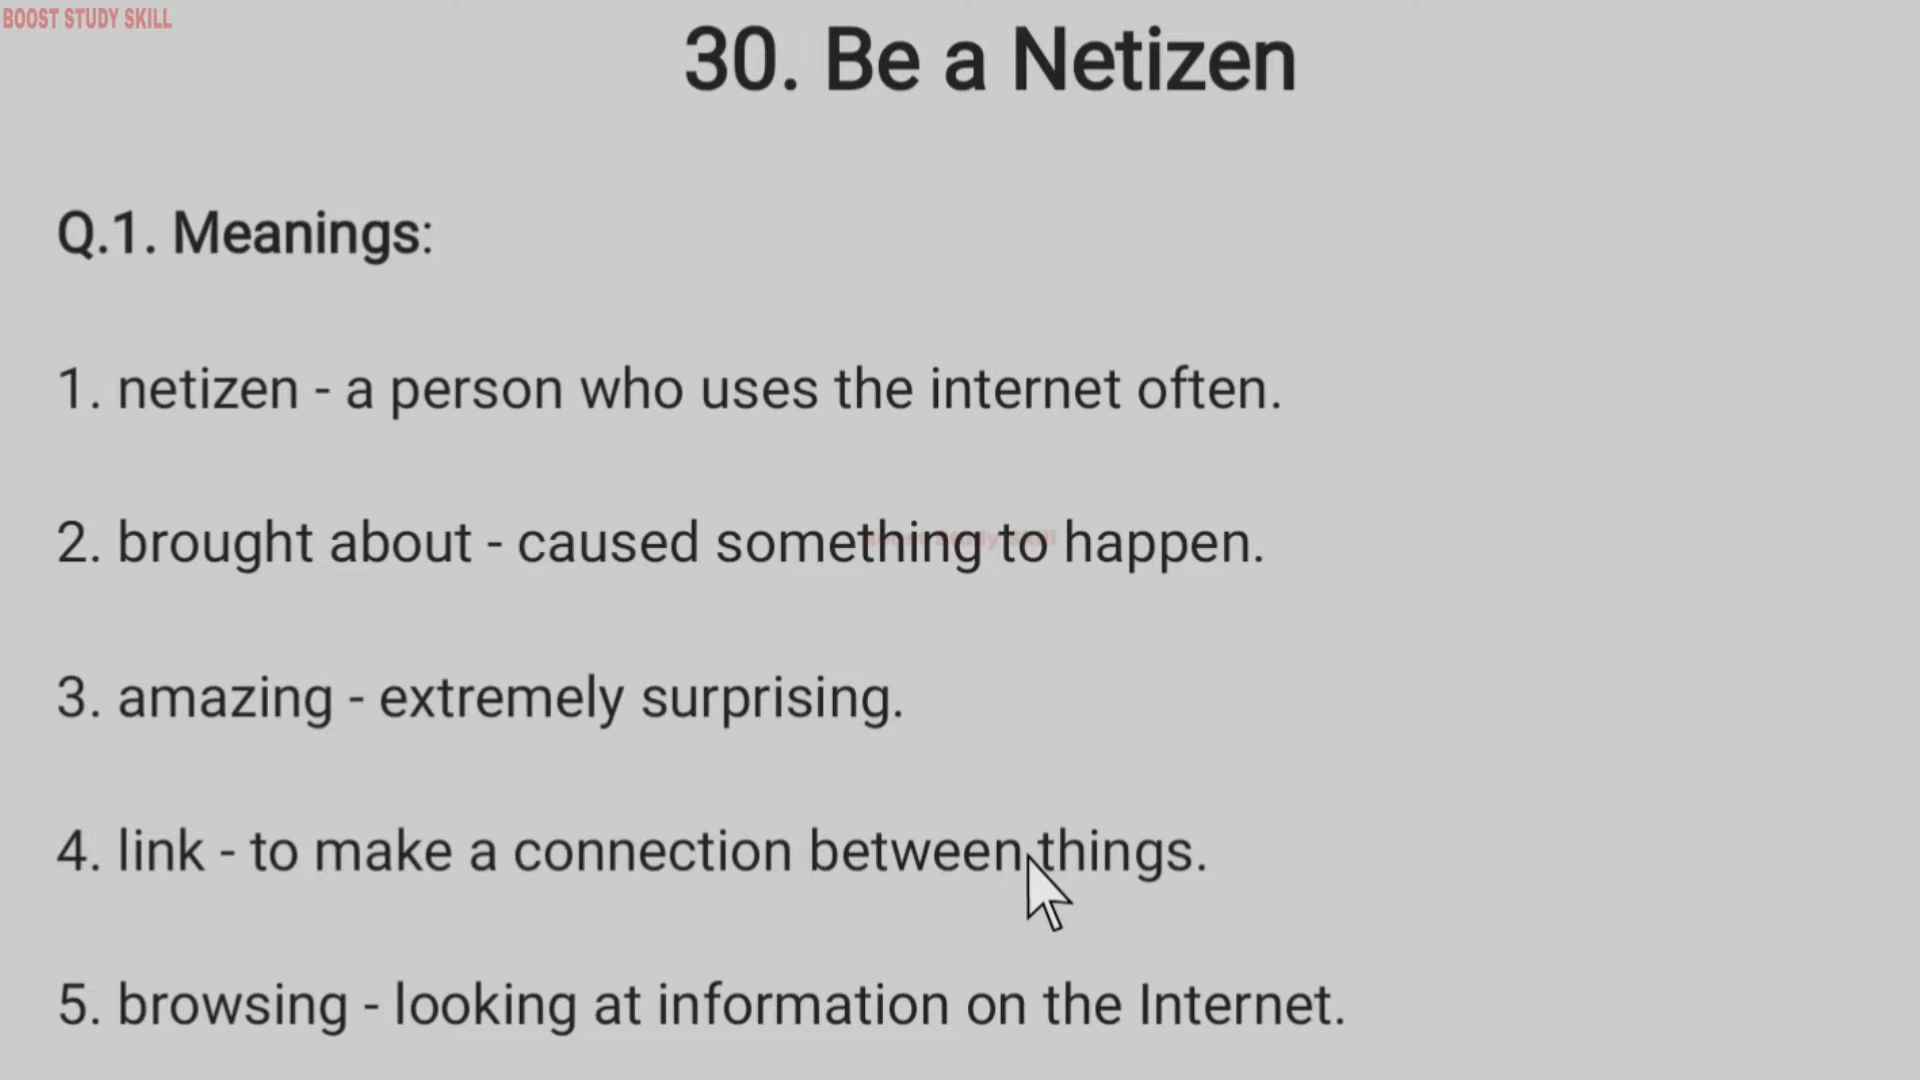 BOOST STUDY SKILL
30. Be a Netizen
Q.1. Meanings:
1. netizen - a person who uses the internet often.
2. brought about - caused something to happen.
3. amazing - extremely surprising.
4. link - to make a connection between things.
5. browsing - looking at information on the Internet.